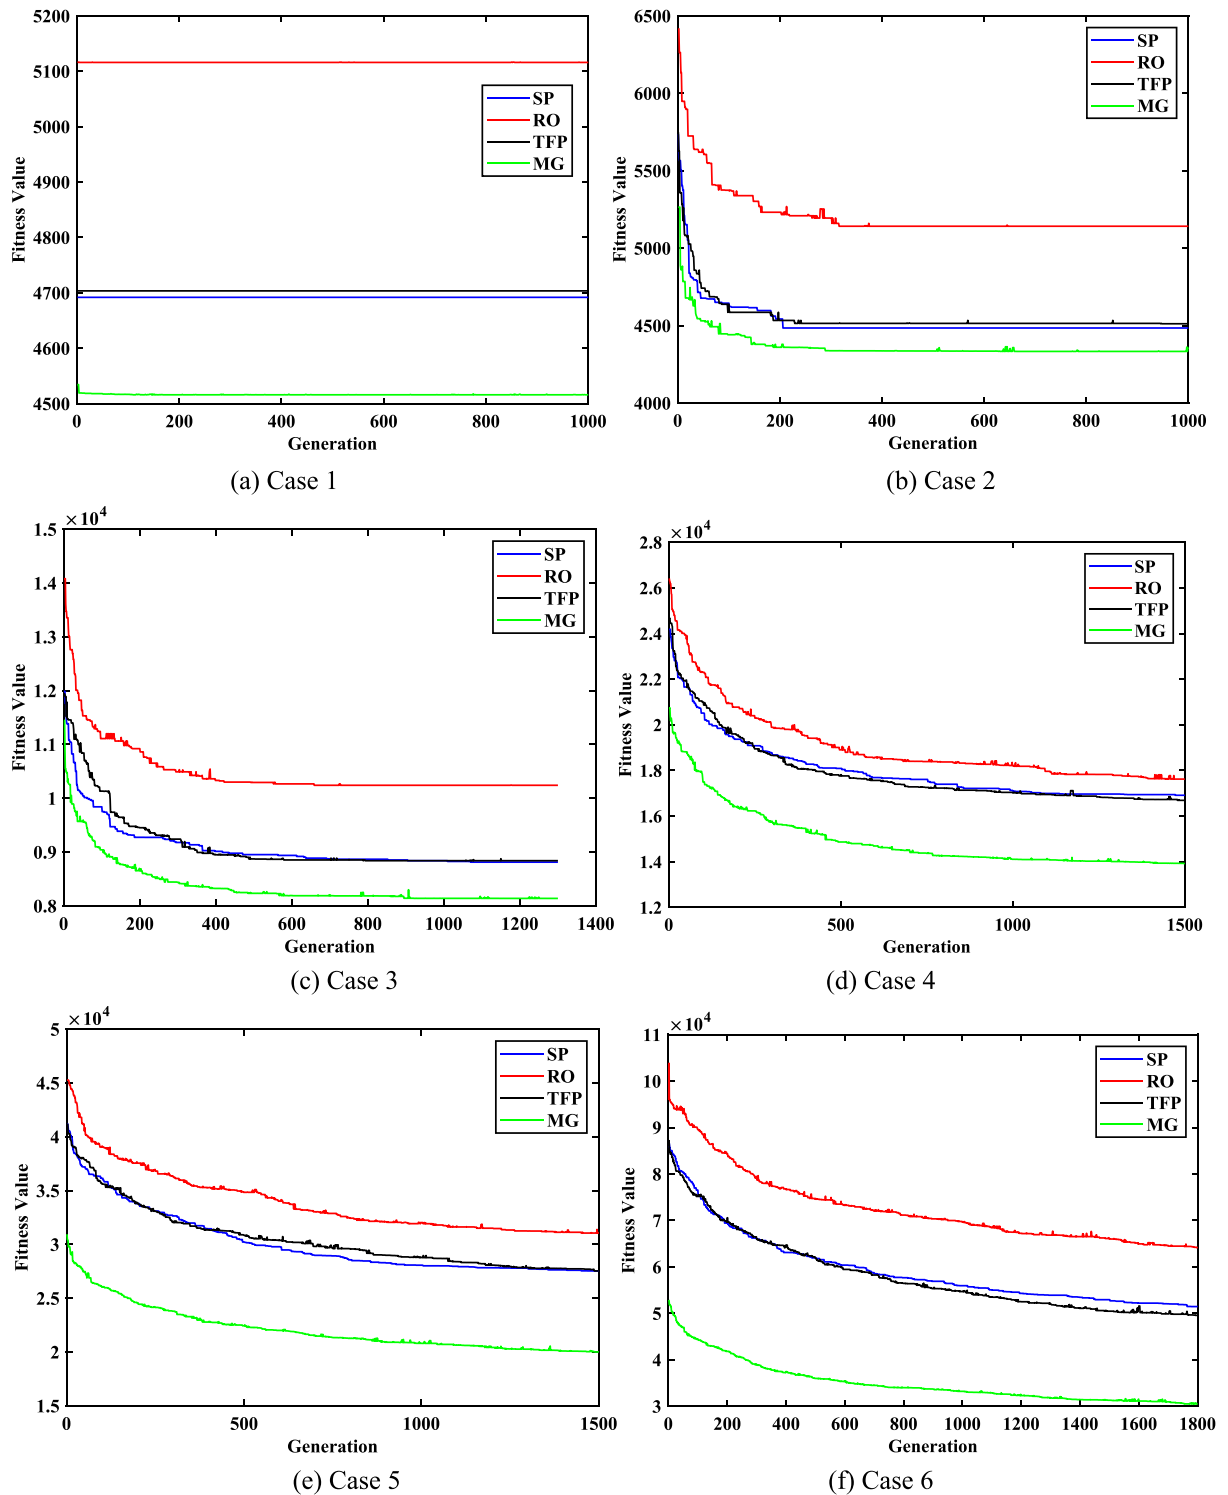 5200
5100
5000
4900
4800
4700
4600
4500
0 200 400 600 800 1000
Fitness Value
Generation
SP
RO
TFP
MG
(a) Case 1
6500
6000
5500
5000
4500
4000
0 200 400 600 800 1000
Fitness Value
Generation
SP
RO
TFP
MG
(b) Case 2
×10⁴
1.5
1.4
1.3
1.2
1.1
1
0.9
0.8
0 200 400 600 800 1000 1200 1400
Fitness Value
Generation
SP
RO
TFP
MG
(c) Case 3
×10⁴
2.8
2.6
2.4
2.2
2
1.8
1.6
1.4
1.2
0 500 1000 1500
Fitness Value
Generation
SP
RO
TFP
MG
(d) Case 4
×10⁴
5
4.5
4
3.5
3
2.5
2
1.5
0 500 1000 1500
Fitness Value
Generation
SP
RO
TFP
MG
(e) Case 5
×10⁴
11
10
9
8
7
6
5
4
3
0 200 400 600 800 1000 1200 1400 1600 1800
Fitness Value
Generation
SP
RO
TFP
MG
(f) Case 6